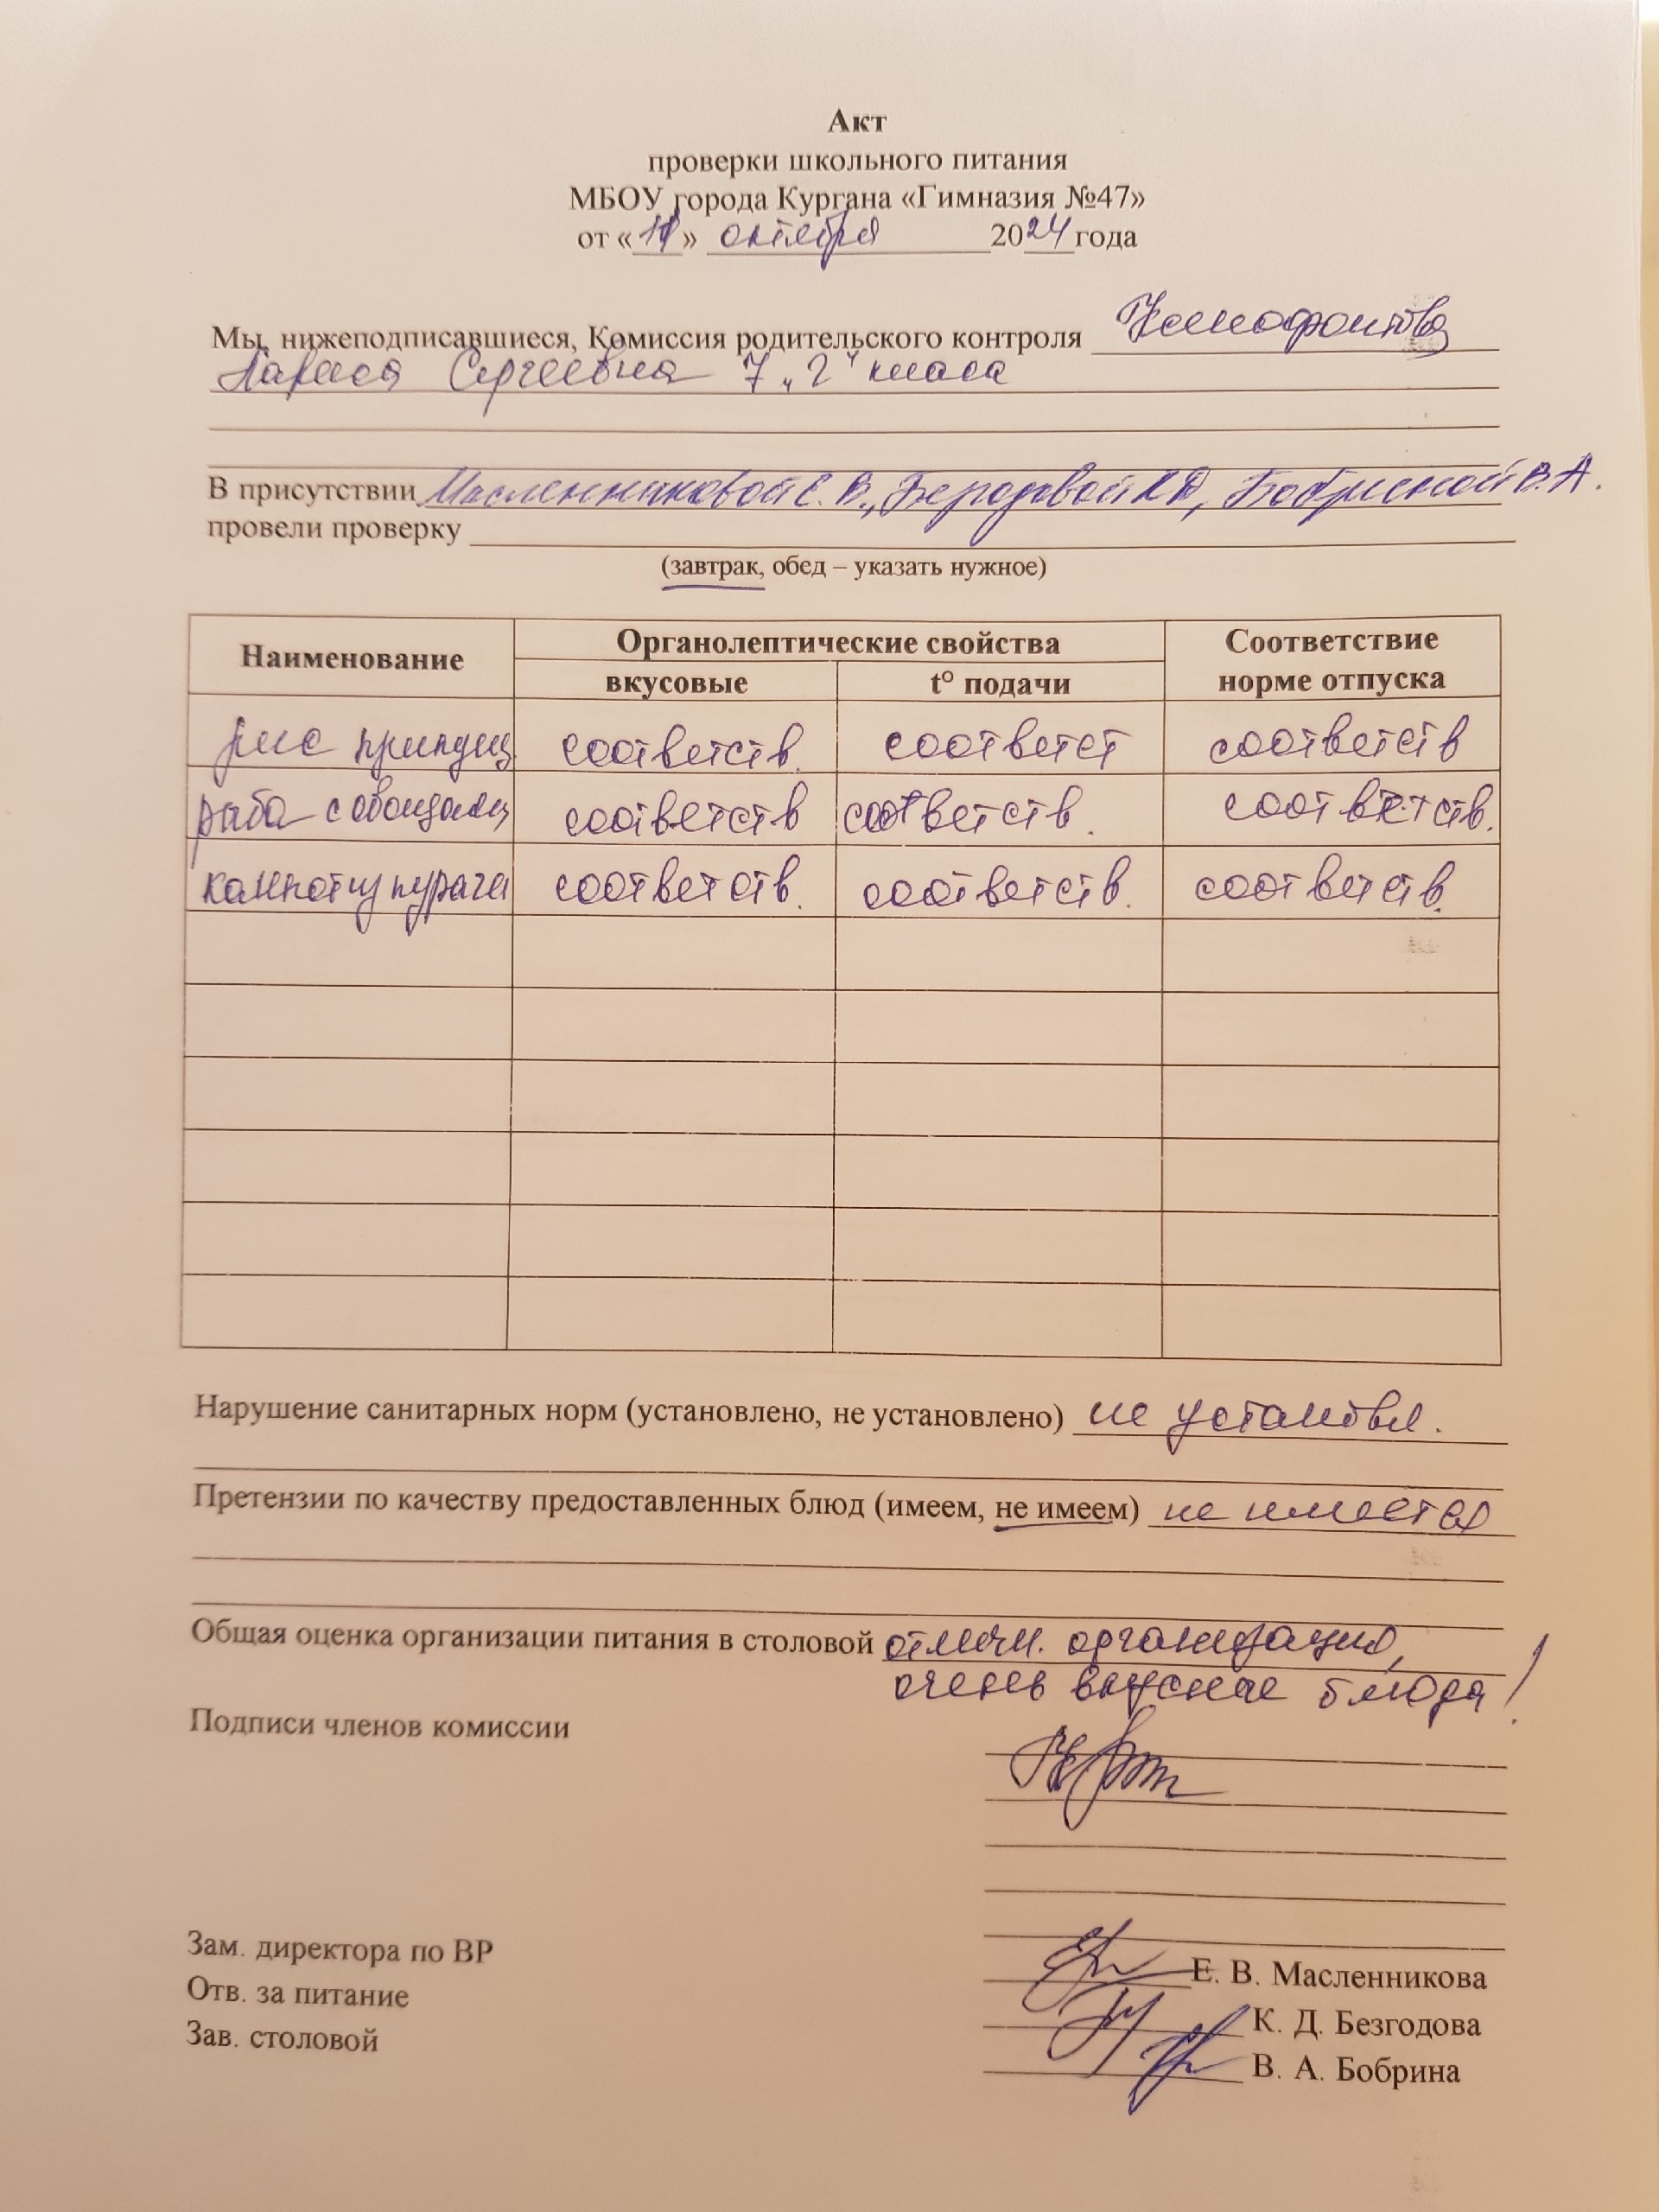 Акт
проверки школьного питания
МБОУ города Кургана «Гимназия №47»
от «11» октября 2024 года
Мы, нижеподписавшиеся, Комиссия родительского контроля Ксенофонтова
Лариса Сергеевна 7 „Г" класса
В присутствии Масленниковой Е. В., Безгодовой К Д, Бобриной В. А.
провели проверку
(завтрак, обед – указать нужное)
Наименование Органолептические свойства Соответствие норме отпуска
вкусовые t° подачи
рис припущ соответств. соответст соответств
рыба с овощами соответств соответств. соответств.
компот из кураги соответств. соответств. соответств.
Нарушение санитарных норм (установлено, не установлено) не установл.
Претензии по качеству предоставленных блюд (имеем, не имеем) не имеется
Общая оценка организации питания в столовой отличн. организация,
очень вкусные блюда!
Подписи членов комиссии
Зам. директора по ВР Е. В. Масленникова
Отв. за питание К. Д. Безгодова
Зав. столовой В. А. Бобрина